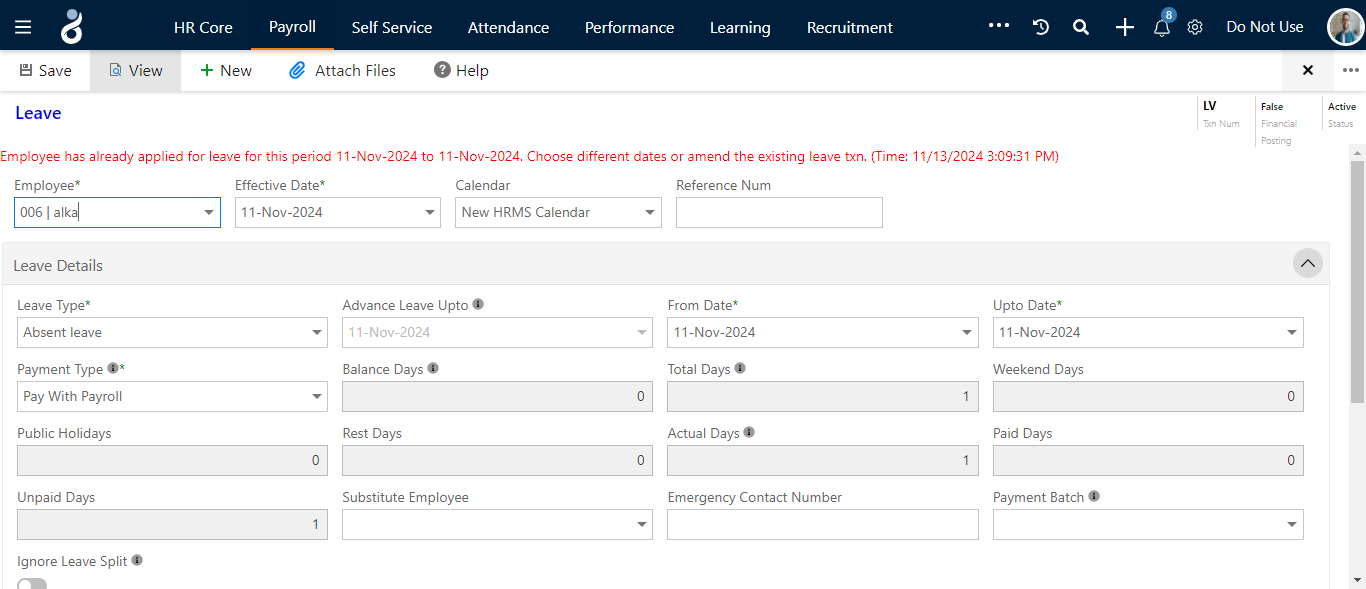 HR Core Payroll Self Service Attendance Performance Learning Recruitment ••• 8 Do Not Use
Save View + New Attach Files ? Help × •••
Leave
LV False Active
Txn Num Financial Posting Status
Employee has already applied for leave for this period 11-Nov-2024 to 11-Nov-2024. Choose different dates or amend the existing leave txn. (Time: 11/13/2024 3:09:31 PM)
Employee* Effective Date* Calendar Reference Num
006 | alka 11-Nov-2024 New HRMS Calendar
Leave Details
Leave Type* Advance Leave Upto From Date* Upto Date*
Absent leave 11-Nov-2024 11-Nov-2024 11-Nov-2024
Payment Type * Balance Days Total Days Weekend Days
Pay With Payroll 0 1 0
Public Holidays Rest Days Actual Days Paid Days
0 0 1 0
Unpaid Days Substitute Employee Emergency Contact Number Payment Batch
1
Ignore Leave Split